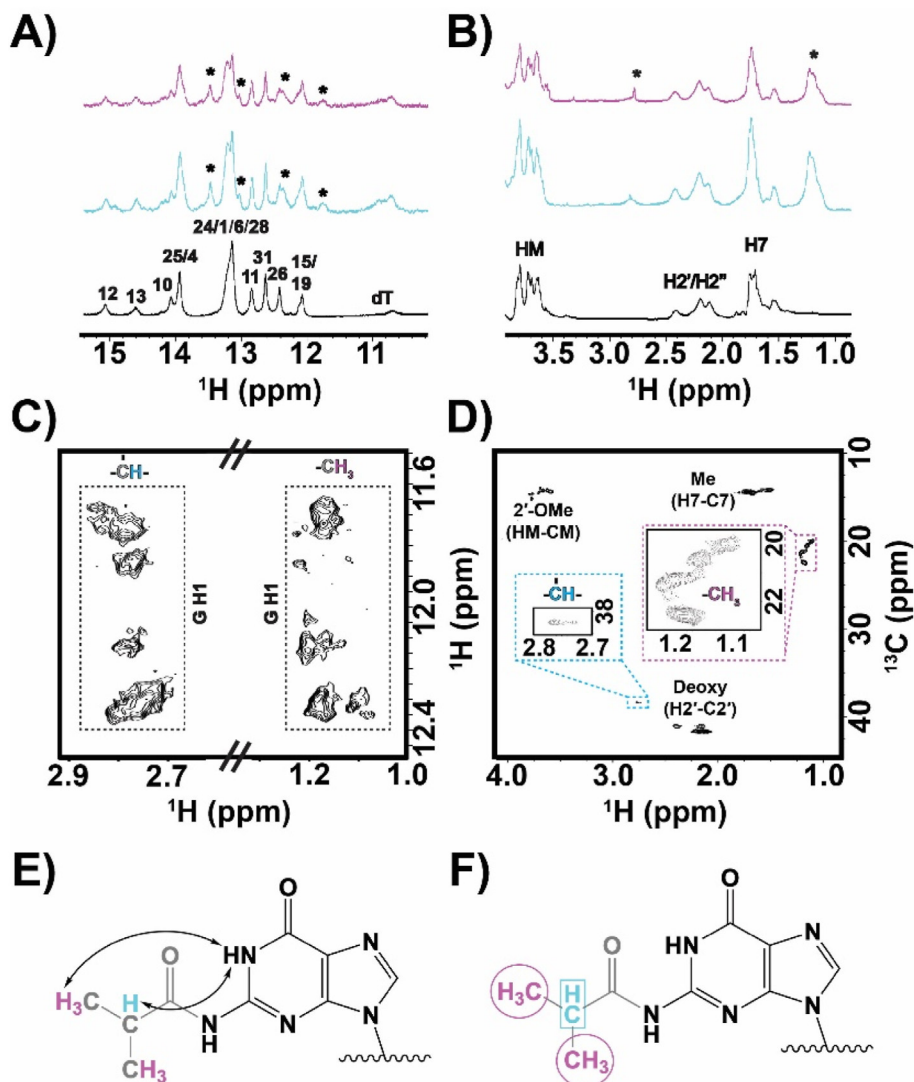 A)
B)
* * * *
* *
* * * *
24/1/6/28
25/4
31
15/
10
11
26
19
12
13
dT
HM
H2'/H2"
H7
15 14 13 12 11
3.5 3.0 2.5 2.0 1.5 1.0
¹H (ppm)
¹H (ppm)
C)
D)
-CH-
-CH₃
G H1
G H1
11.6
12.0
12.4
¹H (ppm)
2.9 2.7 1.2 1.0
¹H (ppm)
2'-OMe
(HM-CM)
Me
(H7-C7)
-CH-
38
2.8 2.7
-CH₃
20
22
1.2 1.1
Deoxy
(H2'-C2')
10
20
30
40
¹³C (ppm)
4.0 3.0 2.0 1.0
¹H (ppm)
E)
F)
O
NH
N
N
N
N
H
O
H
H₃C
C
CH₃
O
NH
N
N
N
N
H
O
H
C
H₃C
CH₃